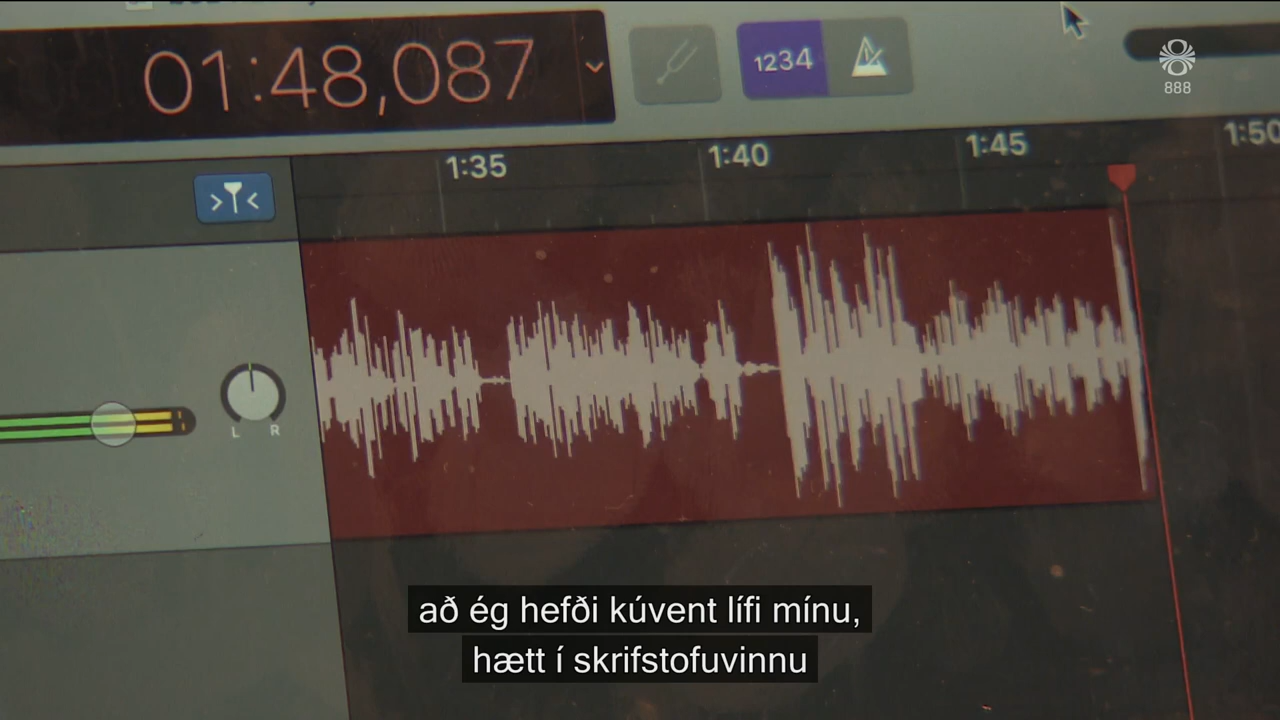 01:48,087
1234
888
1:35
1:40
1:45
1:50
L R
að ég hefði kúvent lífi mínu,
hætt í skrifstofuvinnu